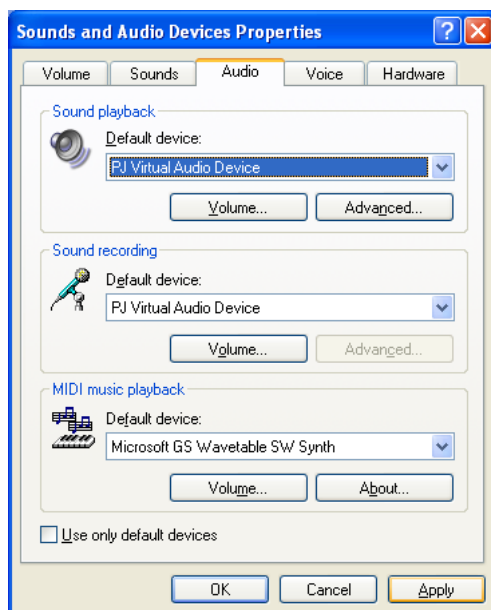 Sounds and Audio Devices Properties
Volume Sounds Audio Voice Hardware
Sound playback
Default device:
PJ Virtual Audio Device
Volume... Advanced...
Sound recording
Default device:
PJ Virtual Audio Device
Volume... Advanced...
MIDI music playback
Default device:
Microsoft GS Wavetable SW Synth
Volume... About...
Use only default devices
OK Cancel Apply